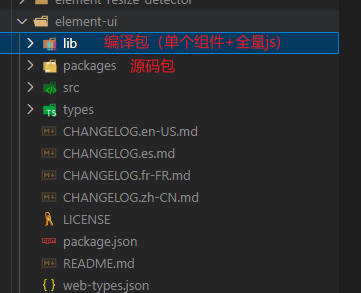 element-resize-detector
element-ui
lib 编译包（单个组件+全量js）
packages 源码包
src
types
CHANGELOG.en-US.md
CHANGELOG.es.md
CHANGELOG.fr-FR.md
CHANGELOG.zh-CN.md
LICENSE
package.json
README.md
web-types.json